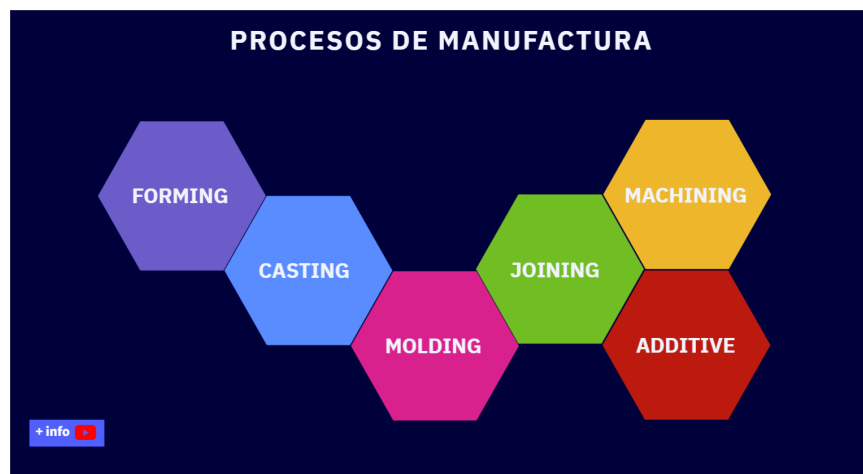 PROCESOS DE MANUFACTURA
FORMING
CASTING
MOLDING
JOINING
MACHINING
ADDITIVE
+ info